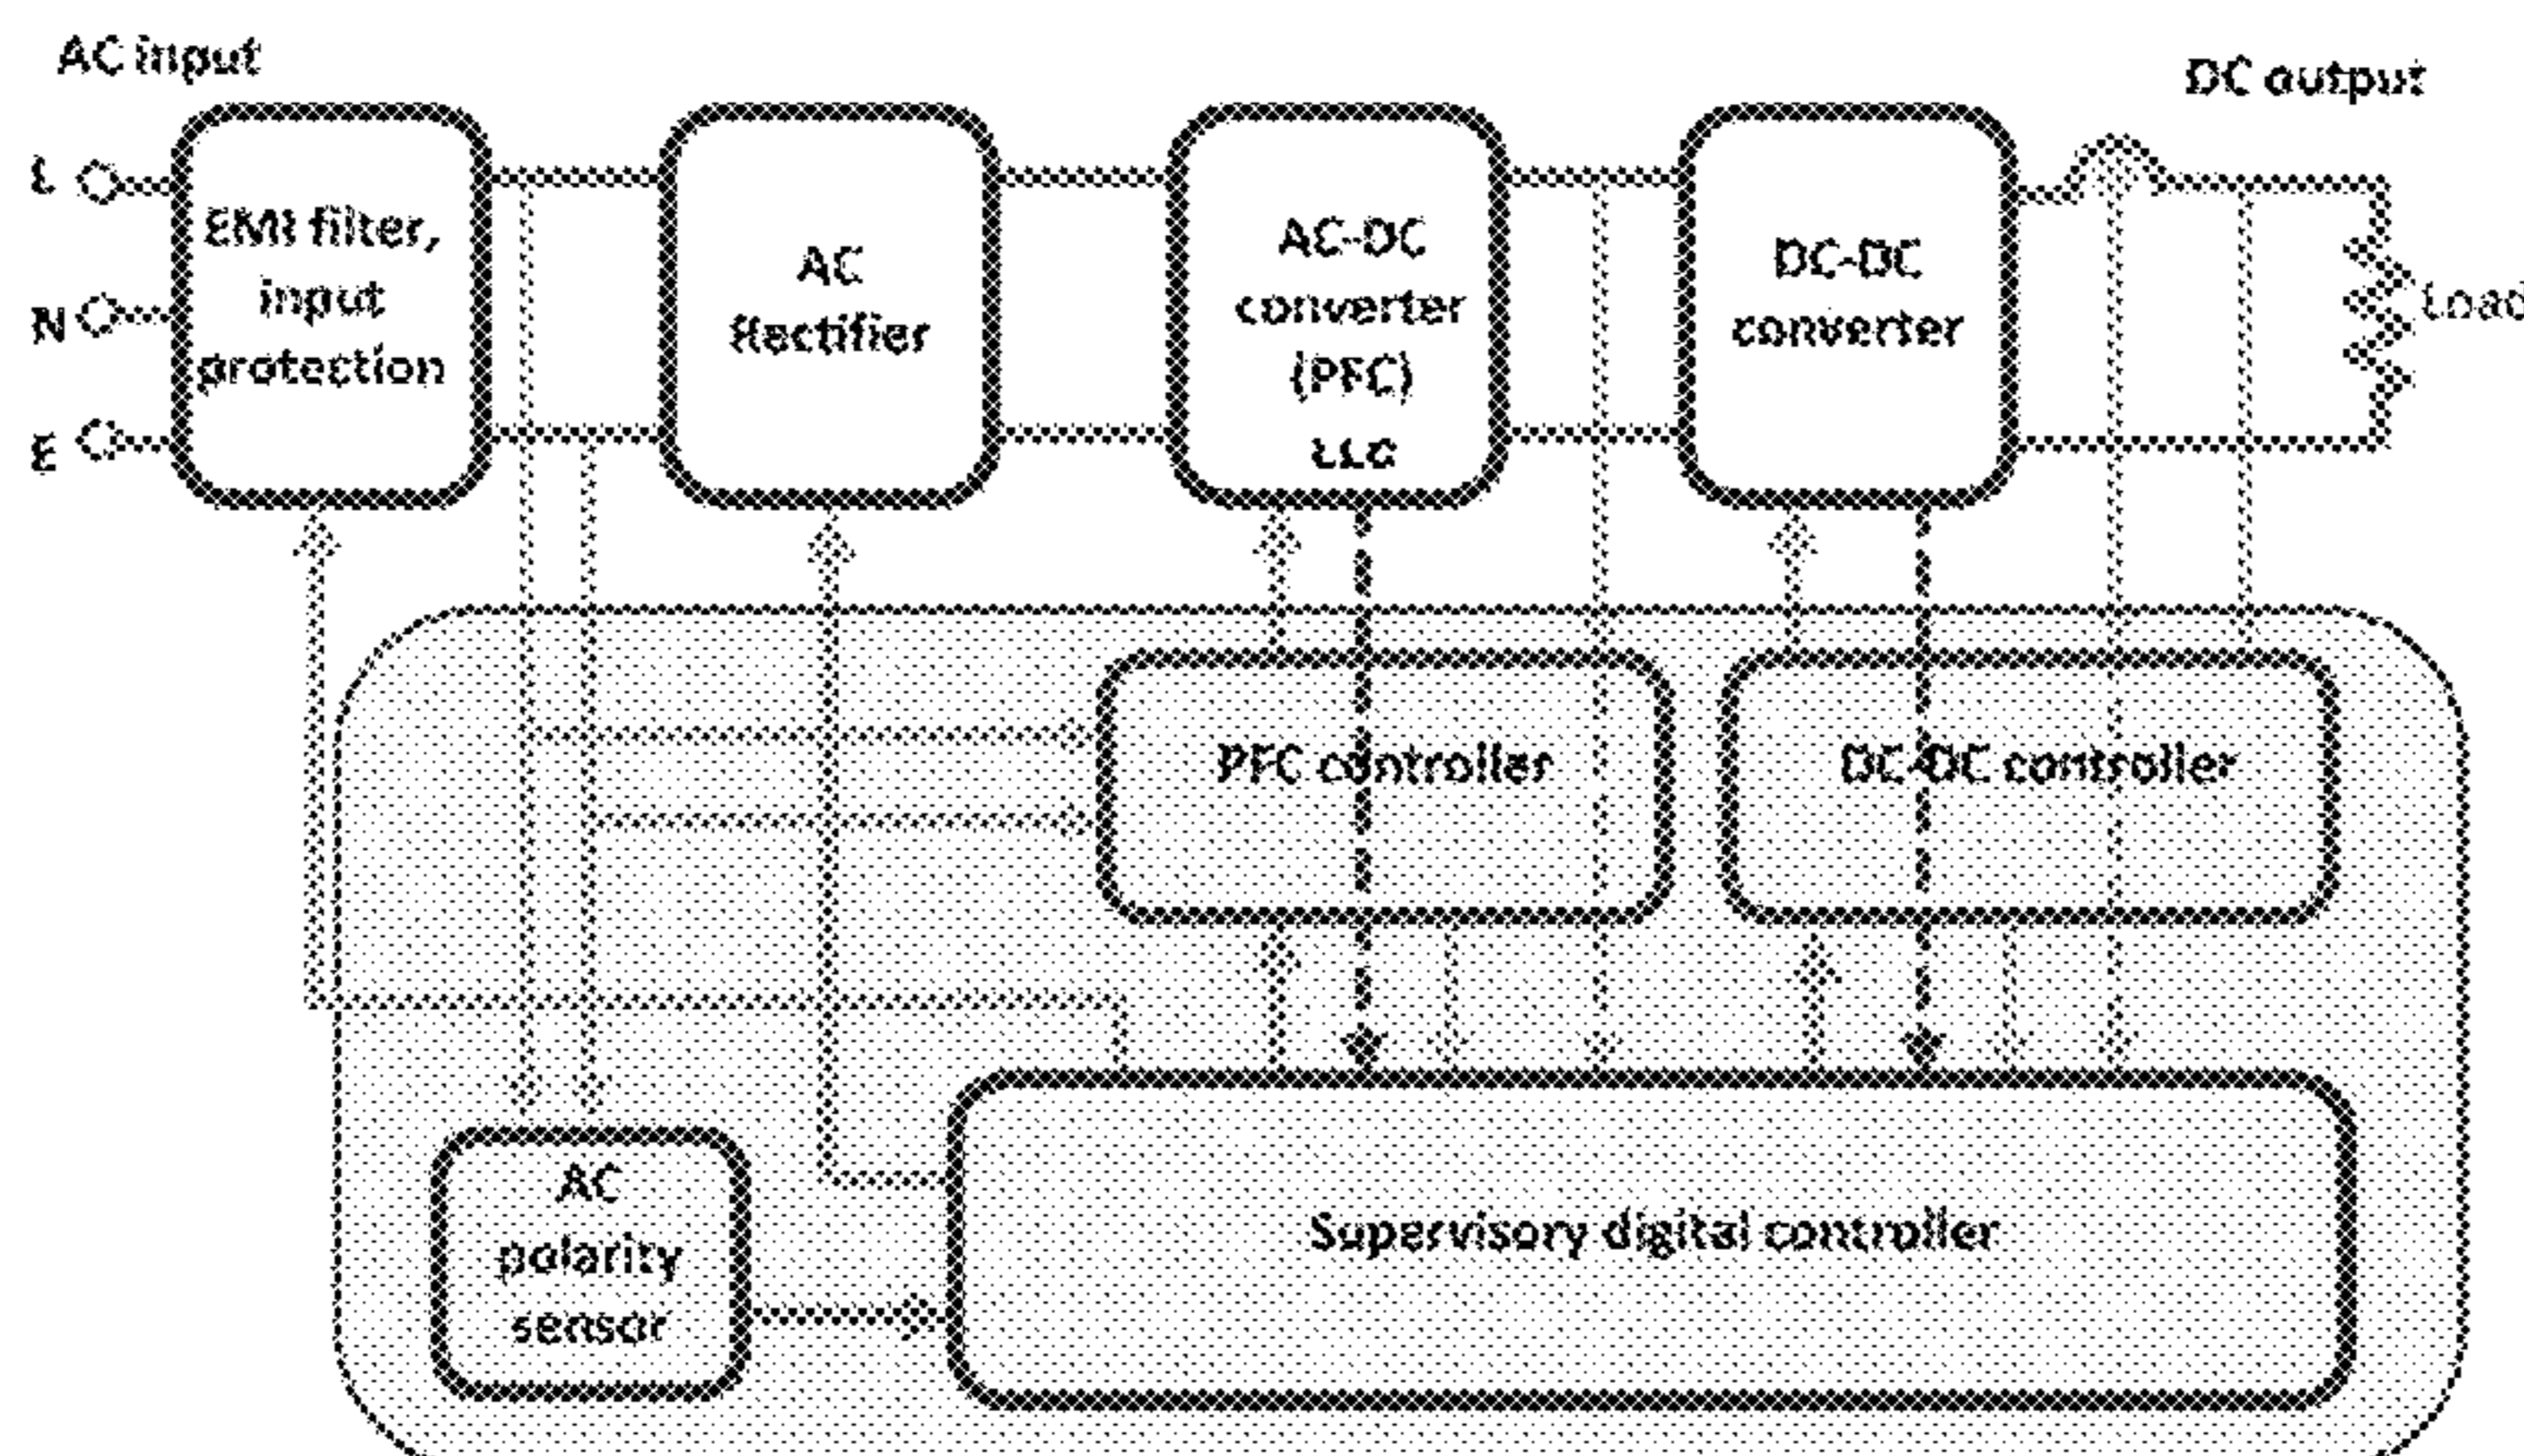 AC input
DC output
L
N
E
EMI filter,
input
protection
AC
Rectifier
AC-DC
converter
(PFC)
LLC
DC-DC
converter
Load
PFC controller
DC-DC controller
AC
polarity
sensor
Supervisory digital controller